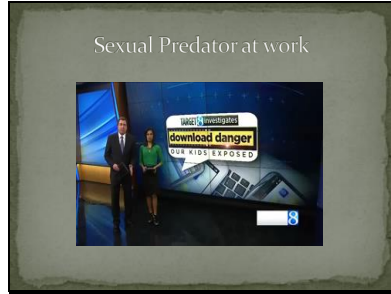 Sexual Predator at work
TARGET 8 investigates
download danger
OUR KIDS EXPOSED
8